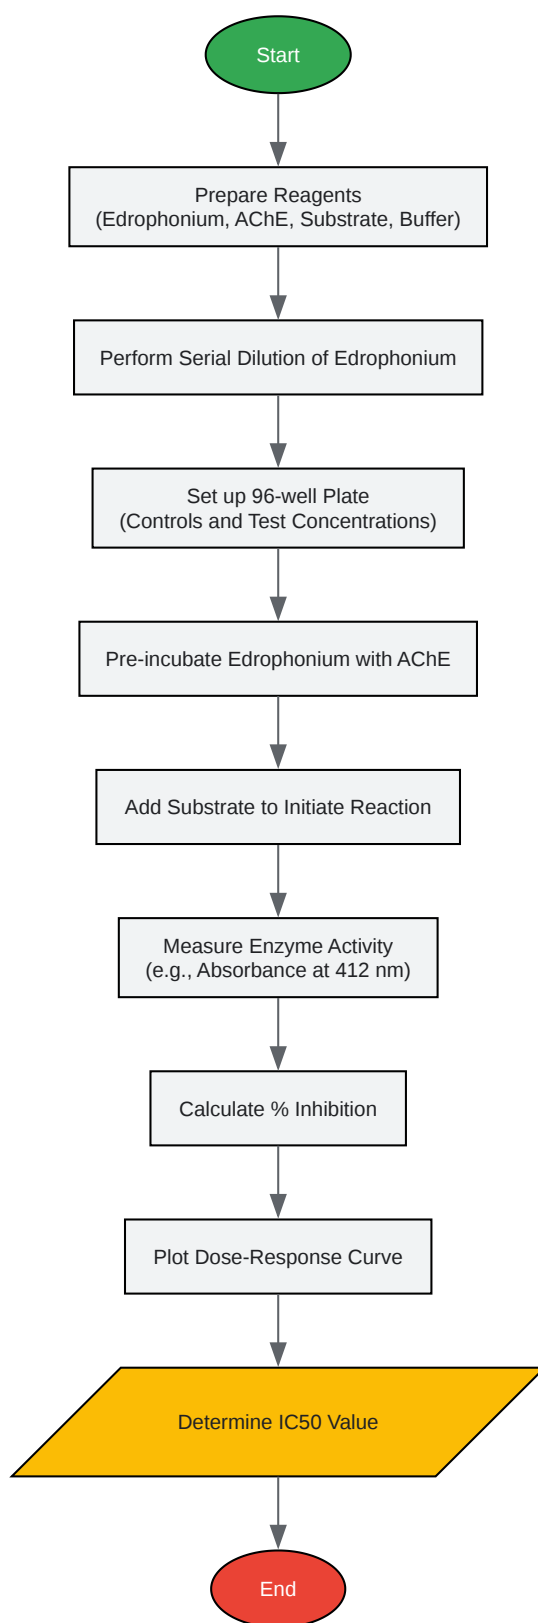 Start
Prepare Reagents
(Edrophonium, AChE, Substrate, Buffer)
Perform Serial Dilution of Edrophonium
Set up 96-well Plate
(Controls and Test Concentrations)
Pre-incubate Edrophonium with AChE
Add Substrate to Initiate Reaction
Measure Enzyme Activity
(e.g., Absorbance at 412 nm)
Calculate % Inhibition
Plot Dose-Response Curve
Determine IC50 Value
End